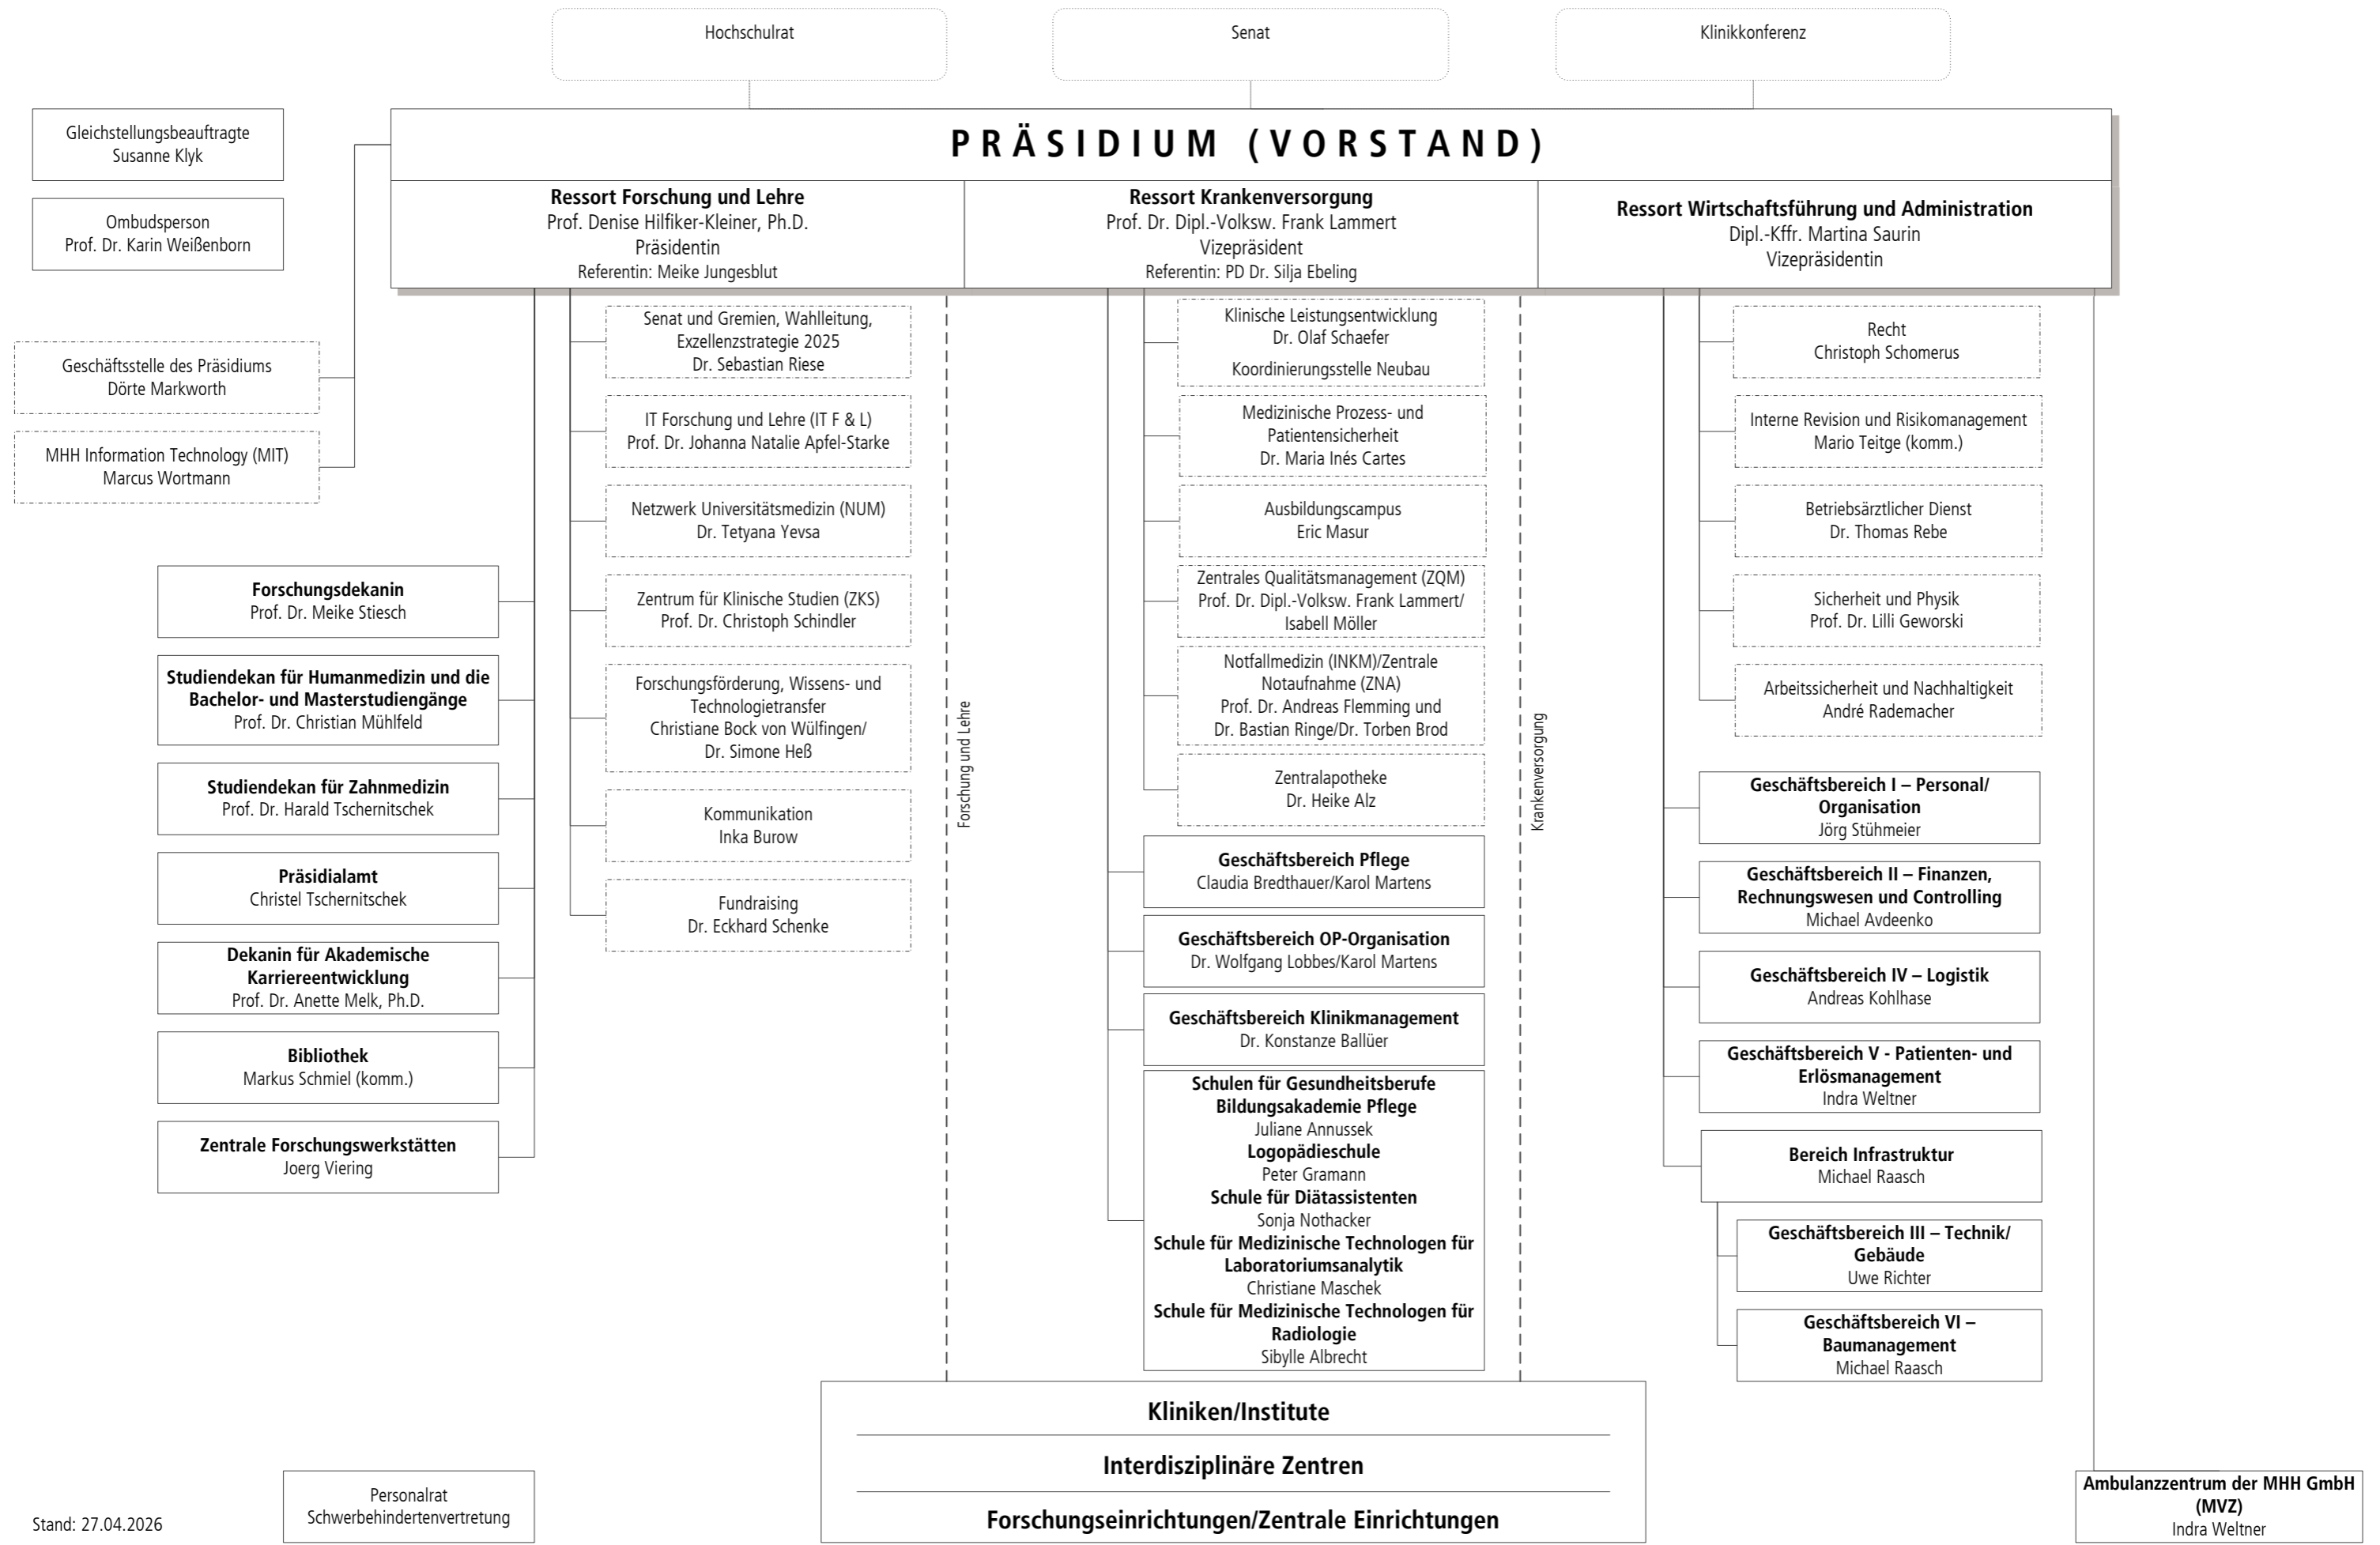 Hochschulrat
Senat
Klinikkonferenz
Gleichstellungsbeauftragte
Susanne Klyk
Ombudsperson
Prof. Dr. Karin Weißenborn
PRÄSIDIUM (VORSTAND)
Ressort Forschung und Lehre
Prof. Denise Hilfiker-Kleiner, Ph.D.
Präsidentin
Referentin: Meike Jungesblut
Ressort Krankenversorgung
Prof. Dr. Dipl.-Volksw. Frank Lammert
Vizepräsident
Referentin: PD Dr. Silja Ebeling
Ressort Wirtschaftsführung und Administration
Dipl.-Kffr. Martina Saurin
Vizepräsidentin
Geschäftsstelle des Präsidiums
Dörte Markworth
MHH Information Technology (MIT)
Marcus Wortmann
Forschungsdekanin
Prof. Dr. Meike Stiesch
Studiendekan für Humanmedizin und die
Bachelor- und Masterstudiengänge
Prof. Dr. Christian Mühlfeld
Studiendekan für Zahnmedizin
Prof. Dr. Harald Tschernitschek
Präsidialamt
Christel Tschernitschek
Dekanin für Akademische
Karriereentwicklung
Prof. Dr. Anette Melk, Ph.D.
Bibliothek
Markus Schmiel (komm.)
Zentrale Forschungswerkstätten
Joerg Viering
Senat und Gremien, Wahlleitung,
Exzellenzstrategie 2025
Dr. Sebastian Riese
IT Forschung und Lehre (IT F & L)
Prof. Dr. Johanna Natalie Apfel-Starke
Netzwerk Universitätsmedizin (NUM)
Dr. Tetyana Yevsa
Zentrum für Klinische Studien (ZKS)
Prof. Dr. Christoph Schindler
Forschungsförderung, Wissens- und
Technologietransfer
Christiane Bock von Wülfingen/
Dr. Simone Heß
Kommunikation
Inka Burow
Fundraising
Dr. Eckhard Schenke
Forschung und Lehre
Klinische Leistungsentwicklung
Dr. Olaf Schaefer
Koordinierungsstelle Neubau
Medizinische Prozess- und
Patientensicherheit
Dr. Maria Inés Cartes
Ausbildungscampus
Eric Masur
Zentrales Qualitätsmanagement (ZQM)
Prof. Dr. Dipl.-Volksw. Frank Lammert/
Isabell Möller
Notfallmedizin (INKM)/Zentrale
Notaufnahme (ZNA)
Prof. Dr. Andreas Flemming und
Dr. Bastian Ringe/Dr. Torben Brod
Zentralapotheke
Dr. Heike Alz
Geschäftsbereich Pflege
Claudia Bredthauer/Karol Martens
Geschäftsbereich OP-Organisation
Dr. Wolfgang Lobbes/Karol Martens
Geschäftsbereich Klinikmanagement
Dr. Konstanze Ballüer
Schulen für Gesundheitsberufe
Bildungsakademie Pflege
Juliane Annussek
Logopädieschule
Peter Gramann
Schule für Diätassistenten
Sonja Nothacker
Schule für Medizinische Technologen für
Laboratoriumsanalytik
Christiane Maschek
Schule für Medizinische Technologen für
Radiologie
Sibylle Albrecht
Krankenversorgung
Recht
Christoph Schomerus
Interne Revision und Risikomanagement
Mario Teitge (komm.)
Betriebsärztlicher Dienst
Dr. Thomas Rebe
Sicherheit und Physik
Prof. Dr. Lilli Geworski
Arbeitssicherheit und Nachhaltigkeit
André Rademacher
Geschäftsbereich I – Personal/
Organisation
Jörg Stühmeier
Geschäftsbereich II – Finanzen,
Rechnungswesen und Controlling
Michael Avdeenko
Geschäftsbereich IV – Logistik
Andreas Kohlhase
Geschäftsbereich V - Patienten- und
Erlösmanagement
Indra Weltner
Bereich Infrastruktur
Michael Raasch
Geschäftsbereich III – Technik/
Gebäude
Uwe Richter
Geschäftsbereich VI –
Baumanagement
Michael Raasch
Kliniken/Institute
Interdisziplinäre Zentren
Forschungseinrichtungen/Zentrale Einrichtungen
Personalrat
Schwerbehindertenvertretung
Stand: 27.04.2026
Ambulanzzentrum der MHH GmbH
(MVZ)
Indra Weltner